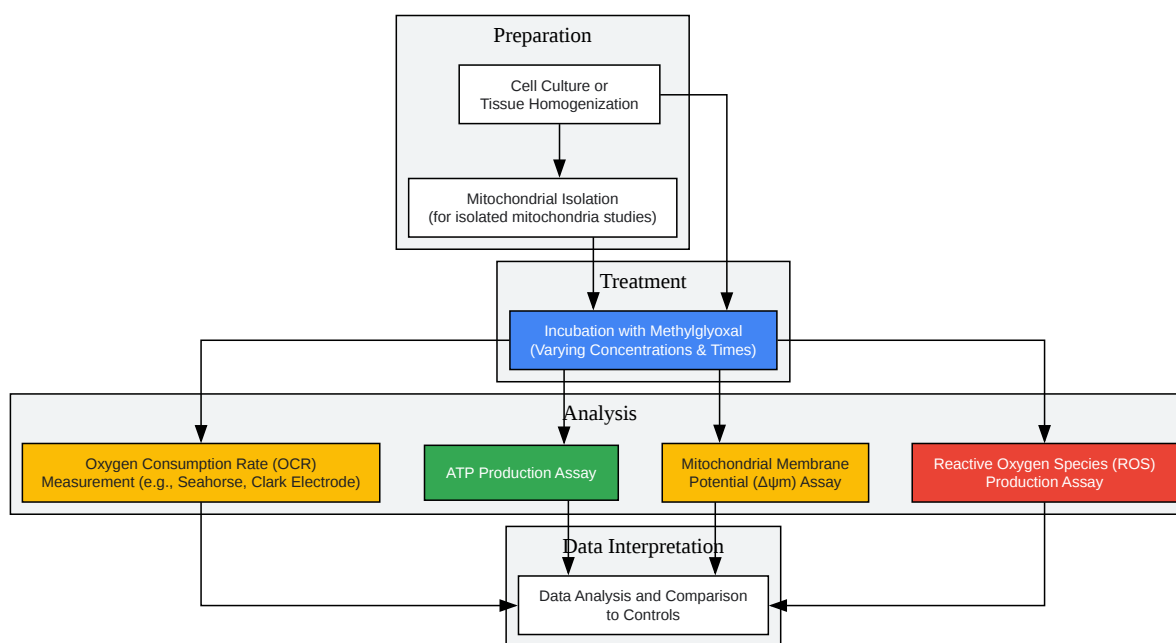 Preparation
Cell Culture or
Tissue Homogenization
Mitochondrial Isolation
(for isolated mitochondria studies)
Treatment
Incubation with Methylglyoxal
(Varying Concentrations & Times)
Analysis
Oxygen Consumption Rate (OCR)
Measurement (e.g., Seahorse, Clark Electrode)
ATP Production Assay
Mitochondrial Membrane
Potential (Δψm) Assay
Reactive Oxygen Species (ROS)
Production Assay
Data Interpretation
Data Analysis and Comparison
to Controls